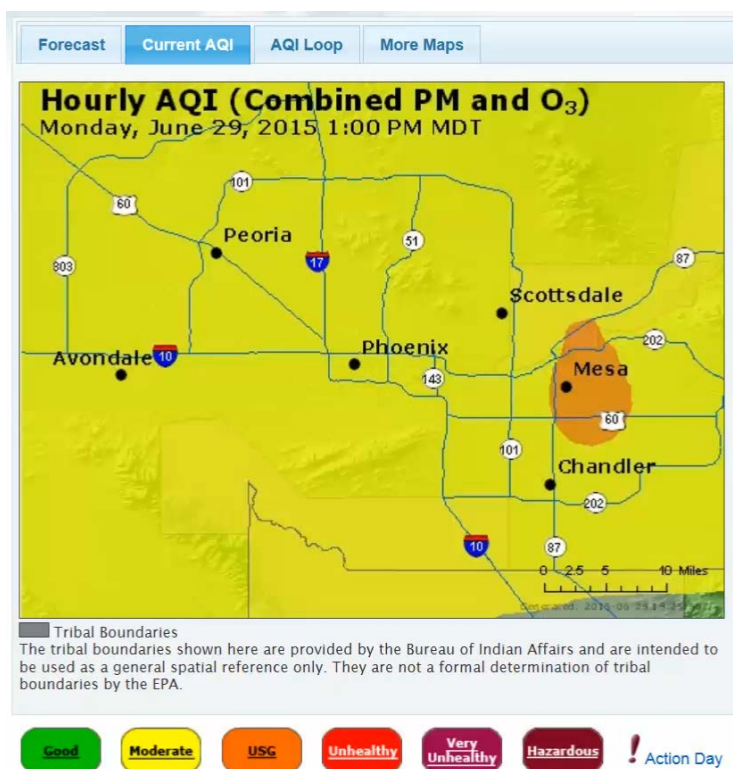 Forecast Current AQI AQI Loop More Maps
Hourly AQI (Combined PM and O₃)
Monday, June 29, 2015 1:00 PM MDT
101
60
Peoria
51
303
17
87
Scottsdale
202
Phoenix
Avondale 10
143
Mesa
60
101
Chandler
202
10
87
0 2.5 5 10 Miles
Tribal Boundaries
The tribal boundaries shown here are provided by the Bureau of Indian Affairs and are intended to
be used as a general spatial reference only. They are not a formal determination of tribal
boundaries by the EPA.
Good Moderate USG Unhealthy Very Unhealthy Hazardous ! Action Day